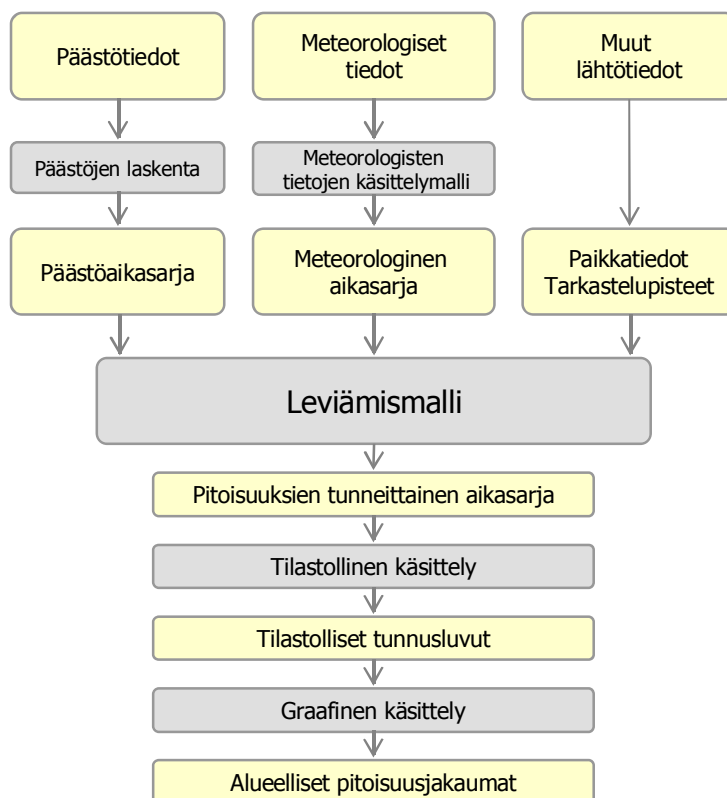 Päästötiedot
Meteorologiset
tiedot
Muut
lähtötiedot
Päästöjen laskenta
Meteorologisten
tietojen käsittelymalli
Päästöaikasarja
Meteorologinen
aikasarja
Paikkatiedot
Tarkastelupisteet
Leviämismalli
Pitoisuuksien tunneittainen aikasarja
Tilastollinen käsittely
Tilastolliset tunnusluvut
Graafinen käsittely
Alueelliset pitoisuusjakaumat